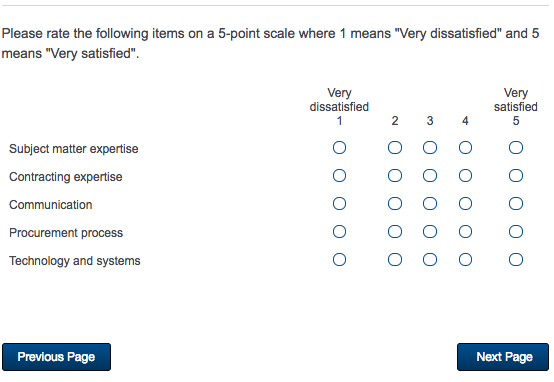 Please rate the following items on a 5-point scale where 1 means "Very dissatisfied" and 5
means "Very satisfied".
Very dissatisfied 1
2
3
4
Very satisfied 5
Subject matter expertise
Contracting expertise
Communication
Procurement process
Technology and systems
Previous Page
Next Page